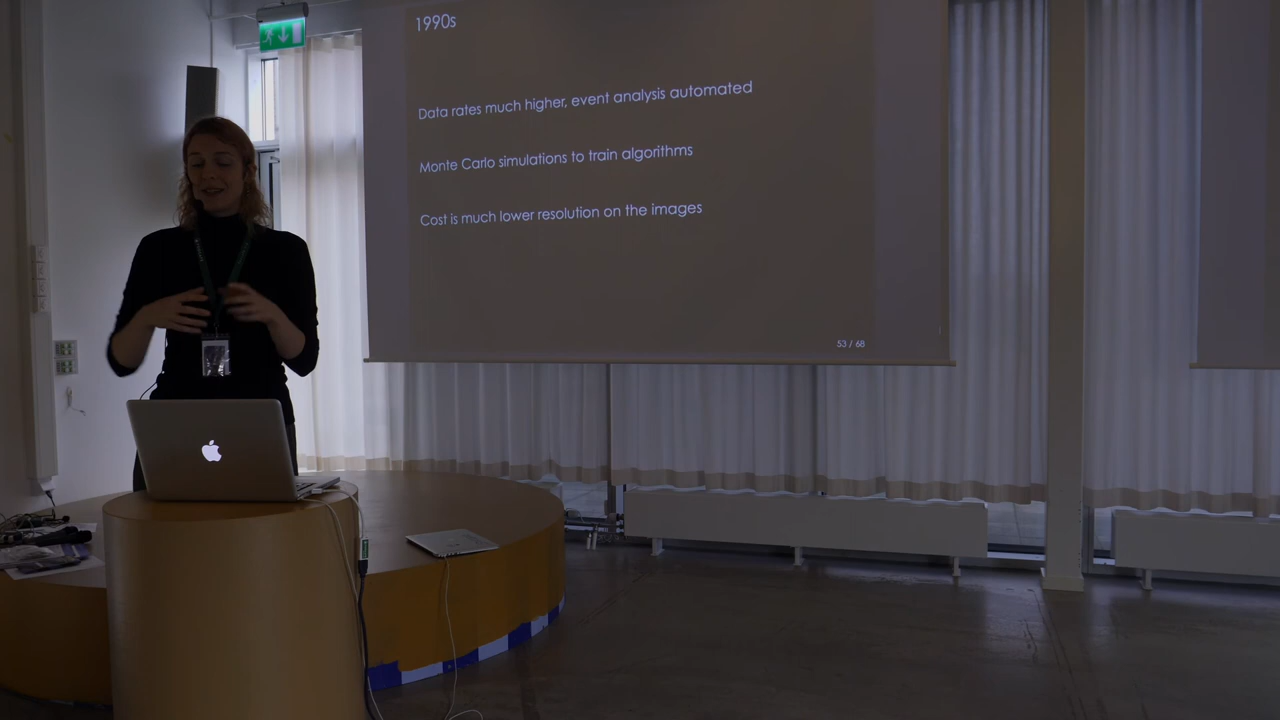 1990s
Data rates much higher, event analysis automated
Monte Carlo simulations to train algorithms
Cost is much lower resolution on the images
53 / 68